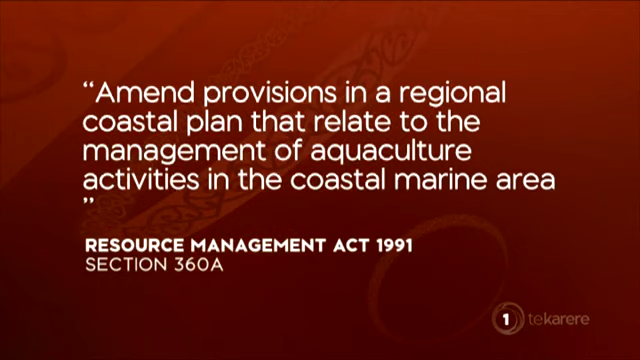 “Amend provisions in a regional
coastal plan that relate to the
management of aquaculture
activities in the coastal marine area
”
RESOURCE MANAGEMENT ACT 1991
SECTION 360A
1 tekarere